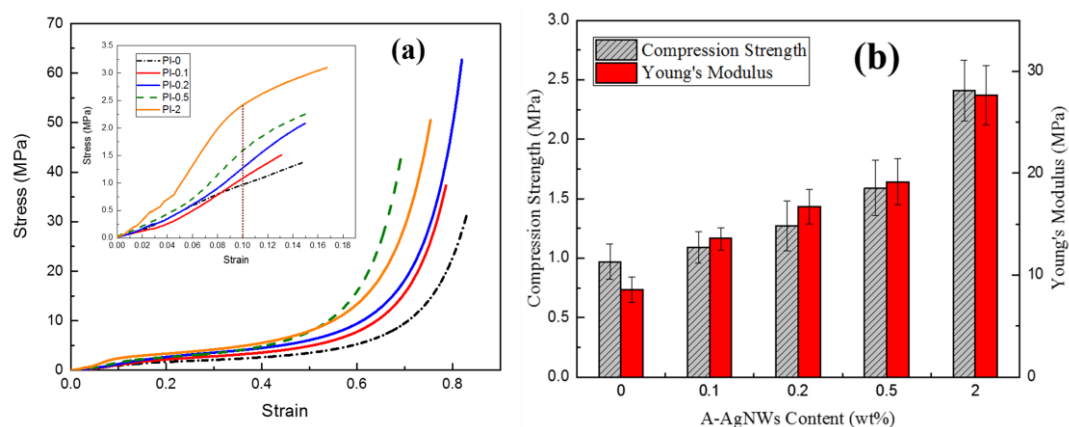 (a)
70
60
50
40
30
20
10
0
Stress (MPa)
0.0 0.2 0.4 0.6 0.8
Strain
3.5
3.0
2.5
2.0
1.5
1.0
0.5
0.0
Stress (MPa)
PI-0
PI-0.1
PI-0.2
PI-0.5
PI-2
0.00 0.02 0.04 0.06 0.08 0.10 0.12 0.14 0.16 0.18
Strain
(b)
Compression Strength
Young's Modulus
3.0
2.5
2.0
1.5
1.0
0.5
0.0
Compression Strength (MPa)
30
20
10
0
Young's Modulus (MPa)
0 0.1 0.2 0.5 2
A-AgNWs Content (wt%)